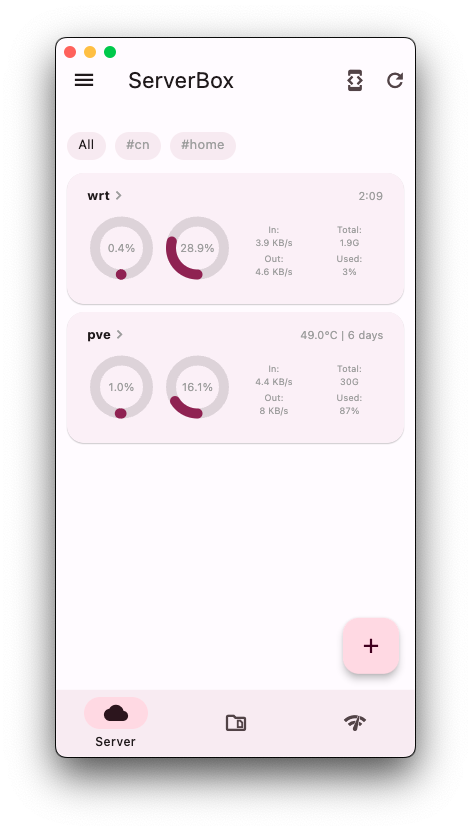 ServerBox
All #cn #home
wrt 2:09
0.4% 28.9%
In: Total:
3.9 KB/s 1.9G
Out: Used:
4.6 KB/s 3%
pve 49.0°C | 6 days
1.0% 16.1%
In: Total:
4.4 KB/s 30G
Out: Used:
8 KB/s 87%
Server